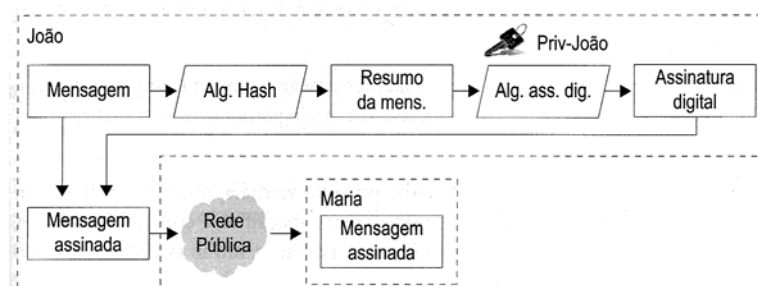 João
Priv-João
Mensagem
Alg. Hash
Resumo
da mens.
Alg. ass. dig.
Assinatura
digital
Mensagem
assinada
Rede
Pública
Maria
Mensagem
assinada